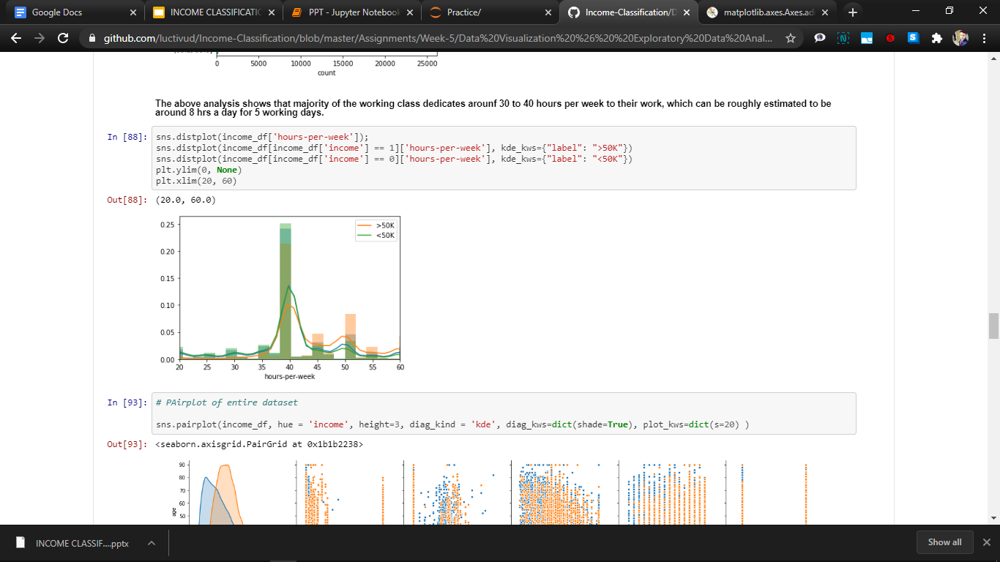 Google Docs
INCOME CLASSIFICATIC
PPT - Jupyter Notebook
Practice/
Income-Classification/D
matplotlib.axes.Axes.ad
github.com/luctivud/Income-Classification/blob/master/Assignments/Week-5/Data%20Visualization%20%26%20%20Exploratory%20Data%20Anal...
0 5000 10000 15000 20000 25000
count
The above analysis shows that majority of the working class dedicates arounf 30 to 40 hours per week to their work, which can be roughly estimated to be
around 8 hrs a day for 5 working days.
In [88]: sns.distplot(income_df['hours-per-week']);
sns.distplot(income_df[income_df['income'] == 1]['hours-per-week'], kde_kws={"label": ">50K"})
sns.distplot(income_df[income_df['income'] == 0]['hours-per-week'], kde_kws={"label": "<50K"})
plt.ylim(0, None)
plt.xlim(20, 60)
Out[88]: (20.0, 60.0)
0.25
>50K
<50K
0.20
0.15
0.10
0.05
0.00
20 25 30 35 40 45 50 55 60
hours-per-week
In [93]: # PAirplot of entire dataset
sns.pairplot(income_df, hue = 'income', height=3, diag_kind = 'kde', diag_kws=dict(shade=True), plot_kws=dict(s=20) )
Out[93]: <seaborn.axisgrid.PairGrid at 0x1b1b2238>
90
80
70
60
50
age
INCOME CLASSIF....pptx
Show all